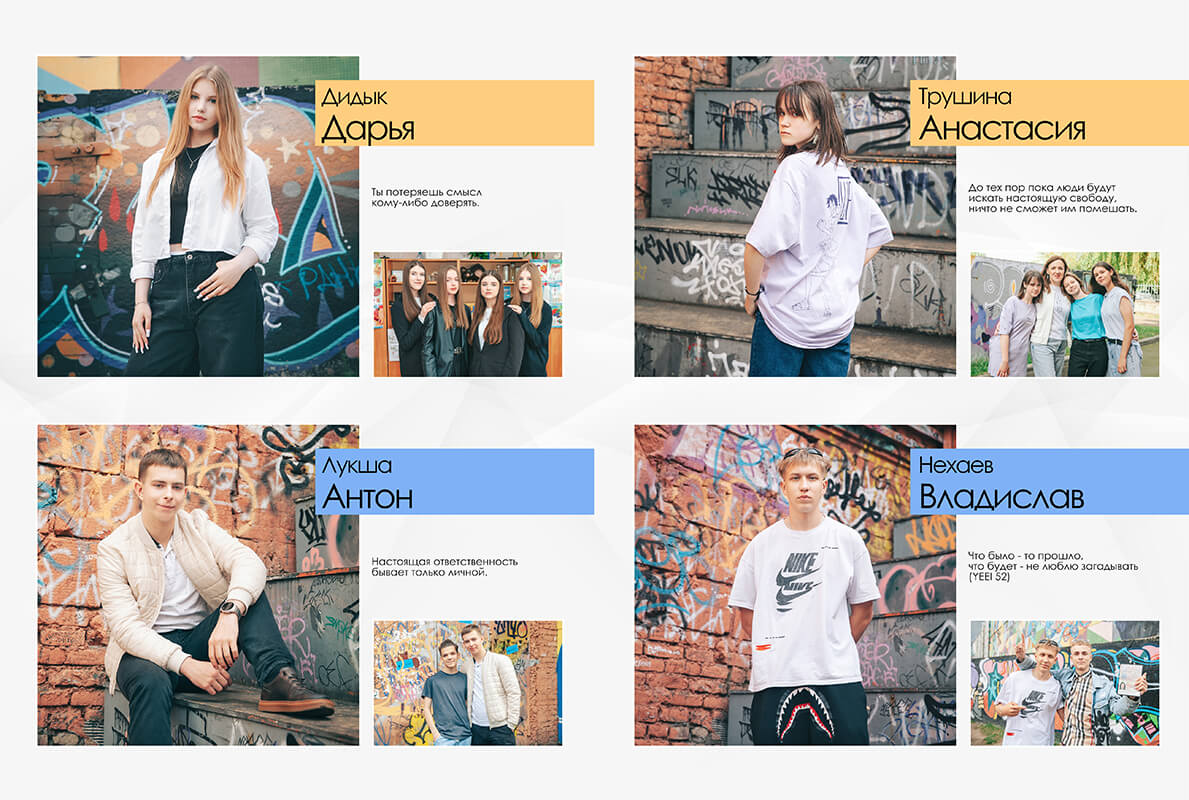 Дидык
Дарья
Ты потеряешь смысл
кому-либо доверять.
Трушина
Анастасия
До тех пор пока люди будут
искать настоящую свободу,
ничто не сможет им помешать.
SLK
Лукша
Антон
Настоящая ответственность
бывает только личной.
Нехаев
Владислав
Что было - то прошло,
что будет - не люблю загадывать
(YEEI 52)
NIKE
NIKE